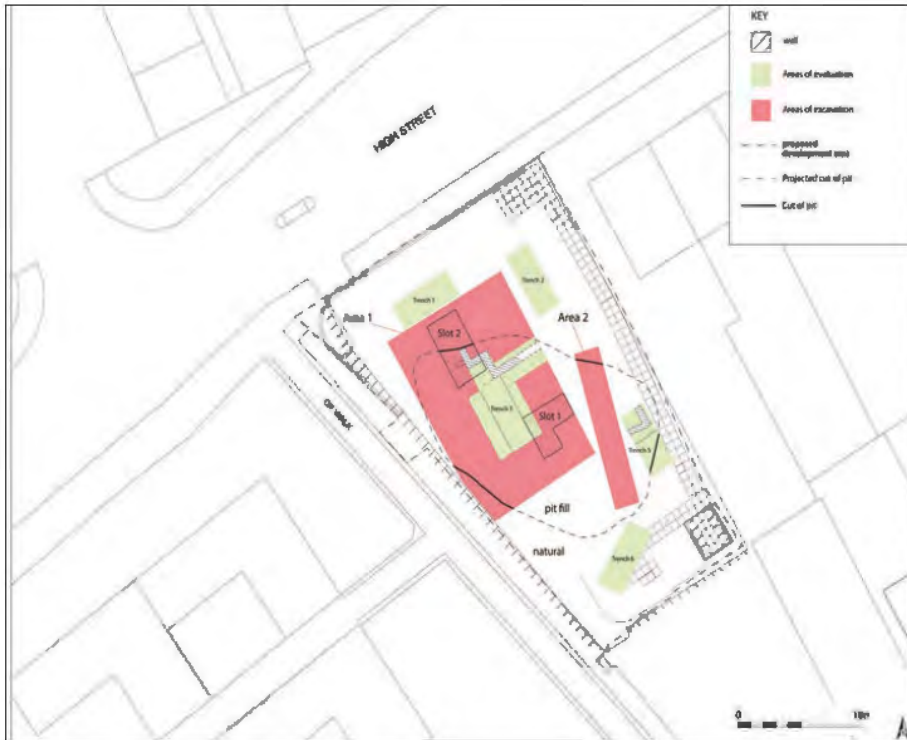 KEY
wall
Areas of evaluation
Areas of excavation
proposed
development area
Projected cut of pit
Cut of pit
HIGH STREET
Trench 1
Trench 2
Area 1
Area 2
Slot 2
Slot 1
WALK
Trench 5
pit fill
natural
Trench 6
0
10m